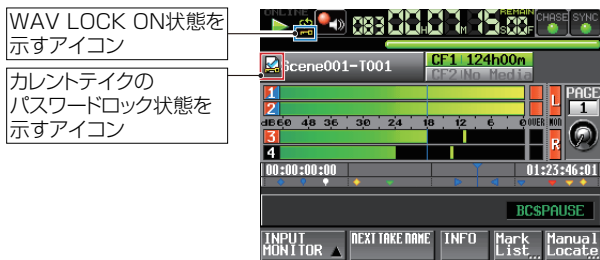 WAV LOCK ON状態を
示すアイコン
カレントテイクの
パスワードロック状態を
示すアイコン
ONLINE
REMAIN
H
M
S
CHASE SYNC
Scene001-T001
CF1 124h00m
CF2 No Media
1
2
dB60 48 36 30 24 18 12 6 0 OVER MON
3
4
L
R
PAGE
1
00:00:00:00
01:23:46:01
BC$PAUSE
INPUT
MONITOR
NEXT TAKE NAME
INFO
Mark
List...
Manual
Locate...